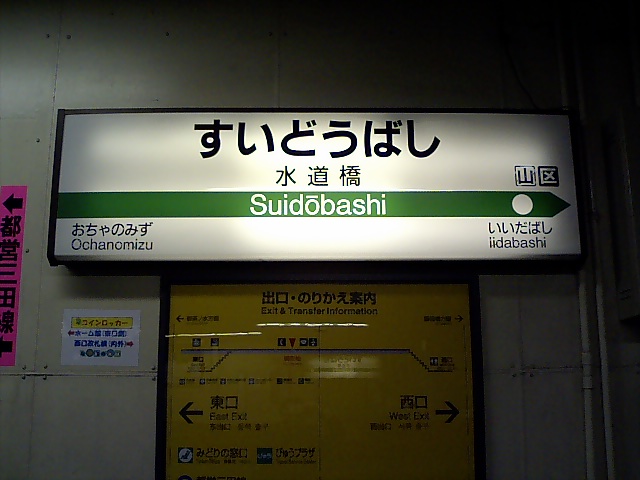 すいどうばし
水道橋
山区
Suidōbashi
おちゃのみず
Ochanomizu
いいだばし
Iidabashi
都営三田線
コインロッカー
出口・のりかえ案内
Exit & Transfer Information
東口
East Exit
西口
West Exit
みどりの窓口
びゅうプラザ